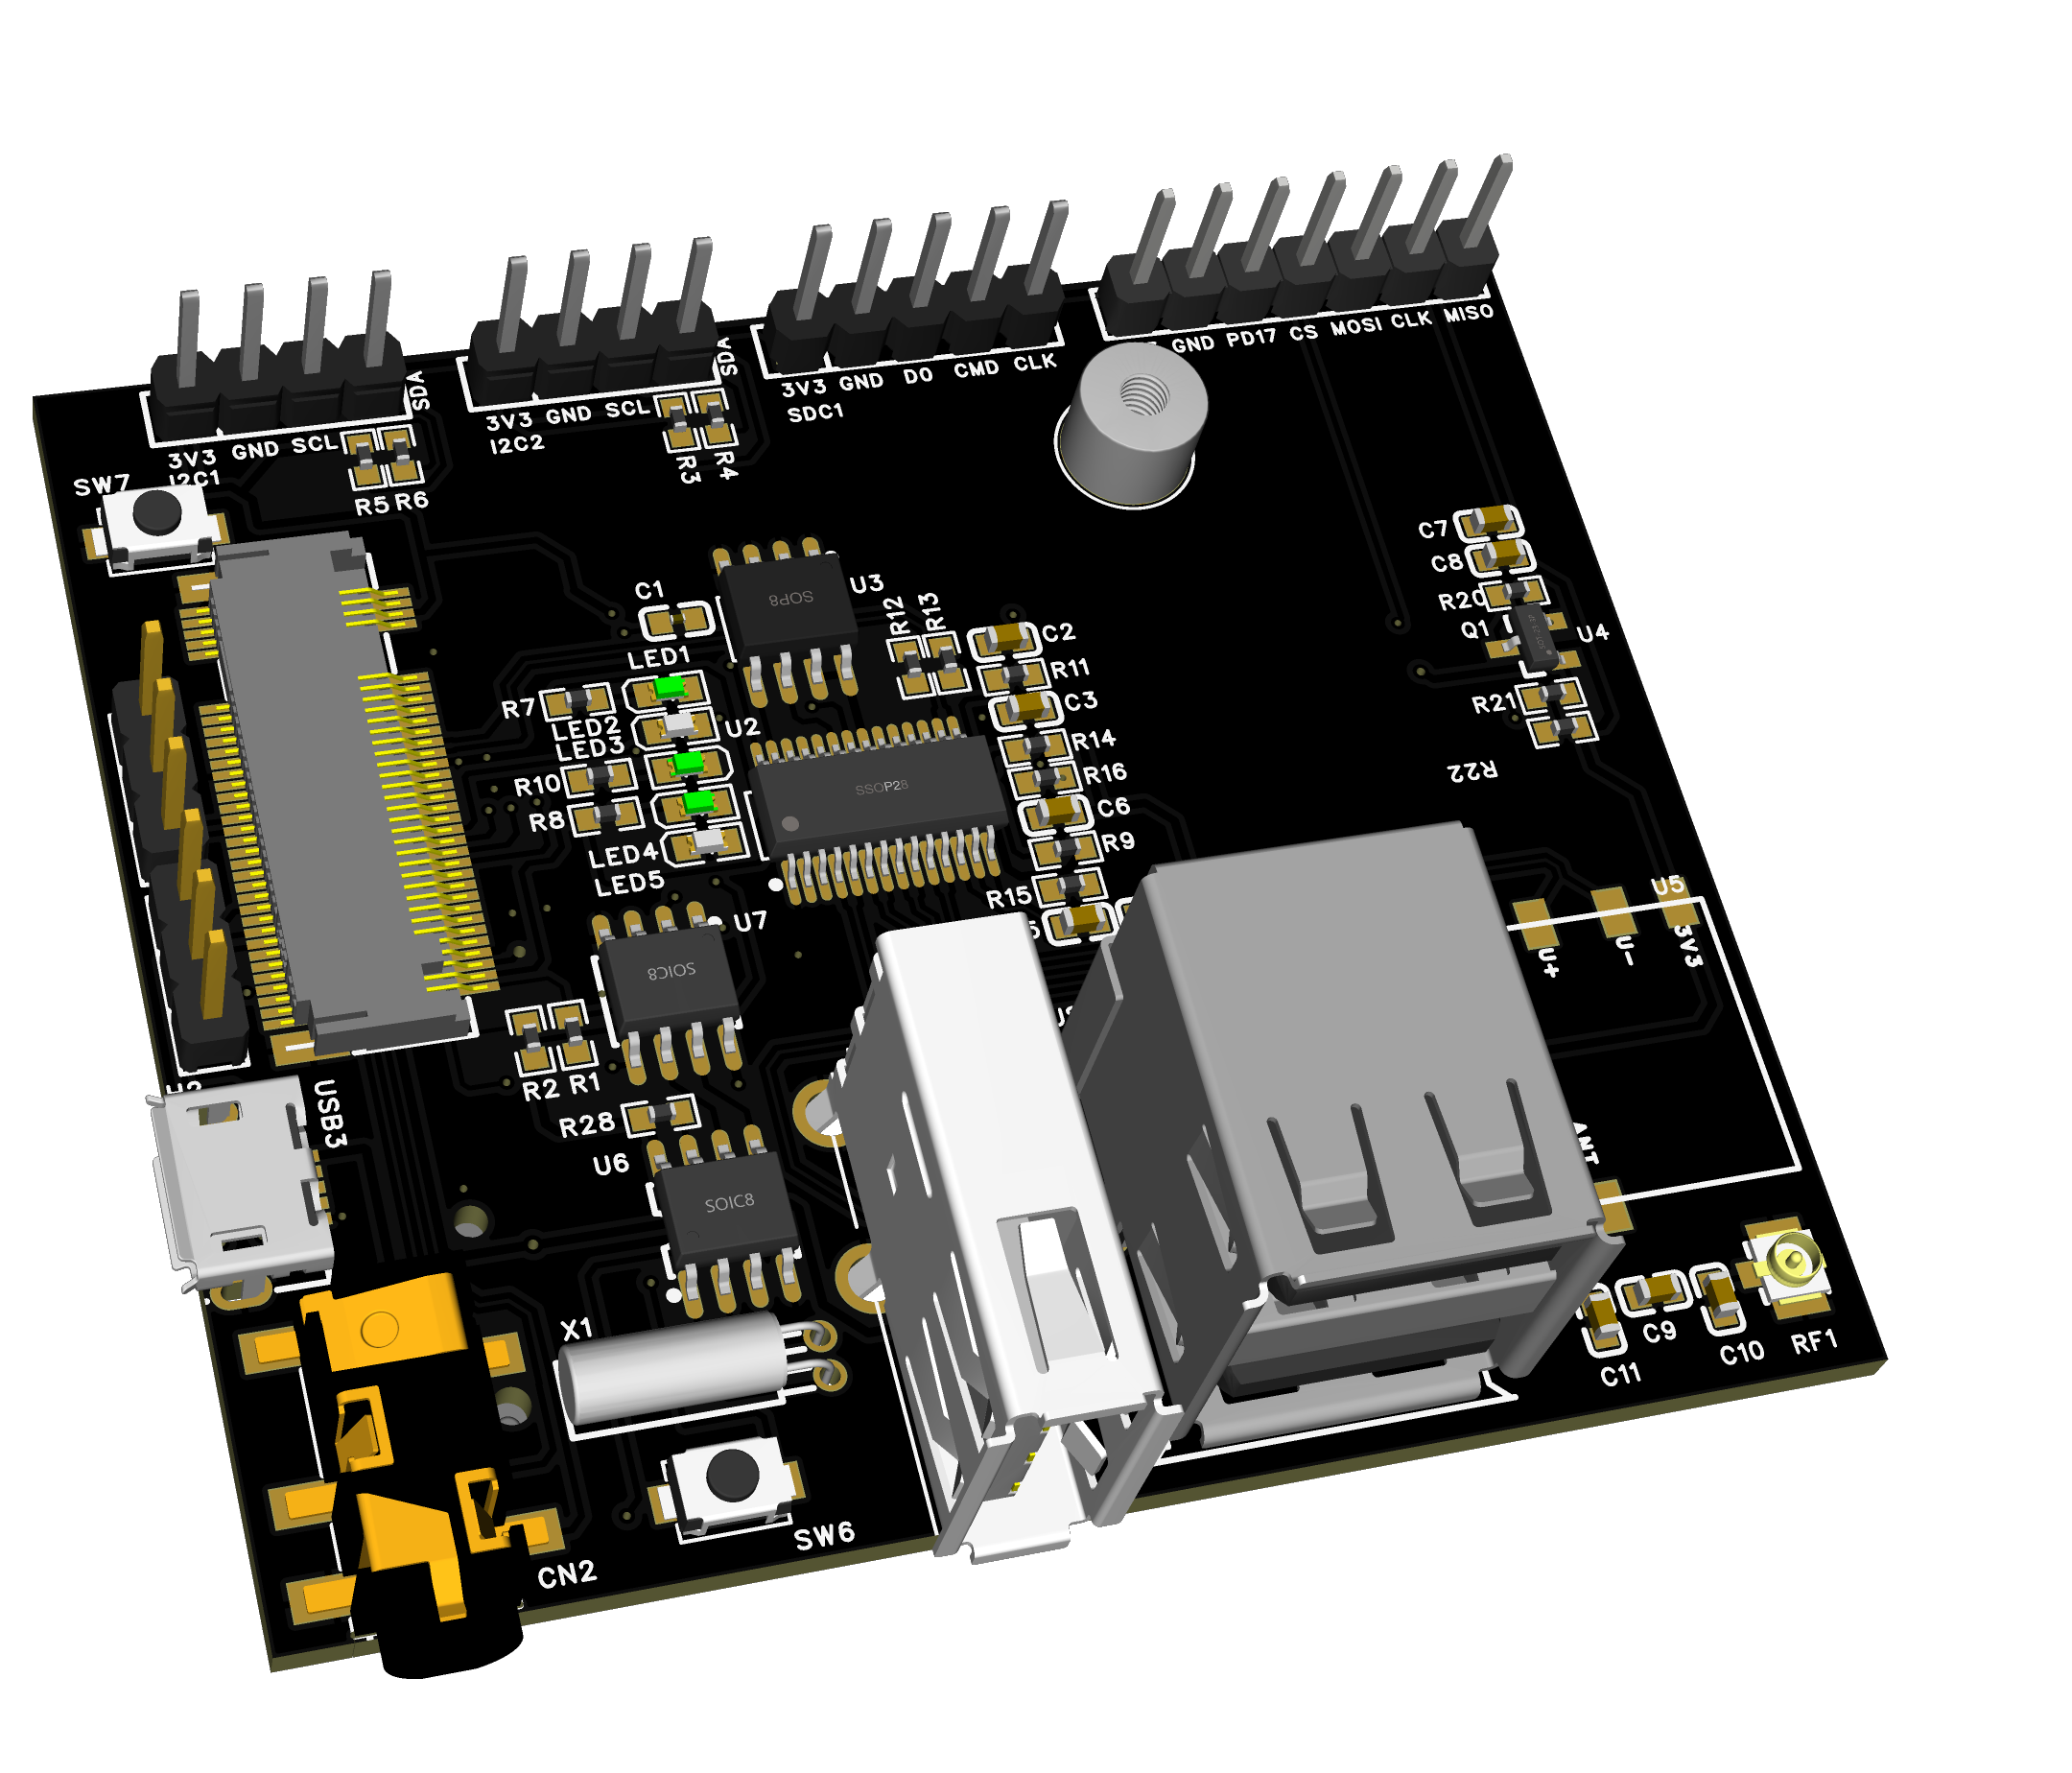 GND PD17 CS MOSI CLK MISO
3V3 GND D0 CMD CLK
SDC1
SDA
3V3 GND SCL
I2C2
SDA
3V3 GND SCL
I2C1
SW7
R5 R6
R3 R4
C7
C8
R20
Q1
U4
R21
R22
C1
U3
SOP8
R12
R13
C2
R11
C3
R14
R16
C6
R9
R15
LED1
R7
LED2
LED3
U2
R10
R8
LED4
LED5
SSOP28
U7
SOIC8
R2 R1
R28
U6
SOIC8
USB3
X1
SW6
CN2
U5
U+
U-
3V3
ANT
C11
C9
C10
RF1